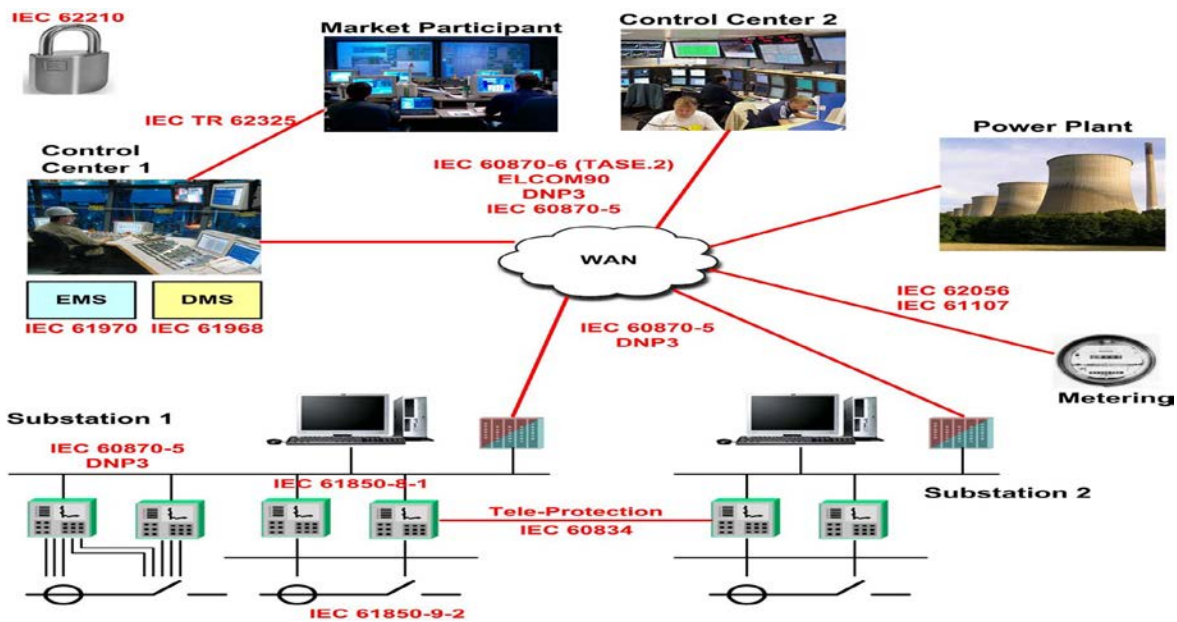 IEC 62210
Market Participant
Control Center 2
IEC TR 62325
Power Plant
Control
Center 1
IEC 60870-6 (TASE.2)
ELCOM90
DNP3
IEC 60870-5
WAN
EMS
DMS
IEC 61970
IEC 61968
IEC 62056
IEC 61107
IEC 60870-5
DNP3
Metering
Substation 1
IEC 60870-5
DNP3
IEC 61850-8-1
Substation 2
Tele-Protection
IEC 60834
IEC 61850-9-2